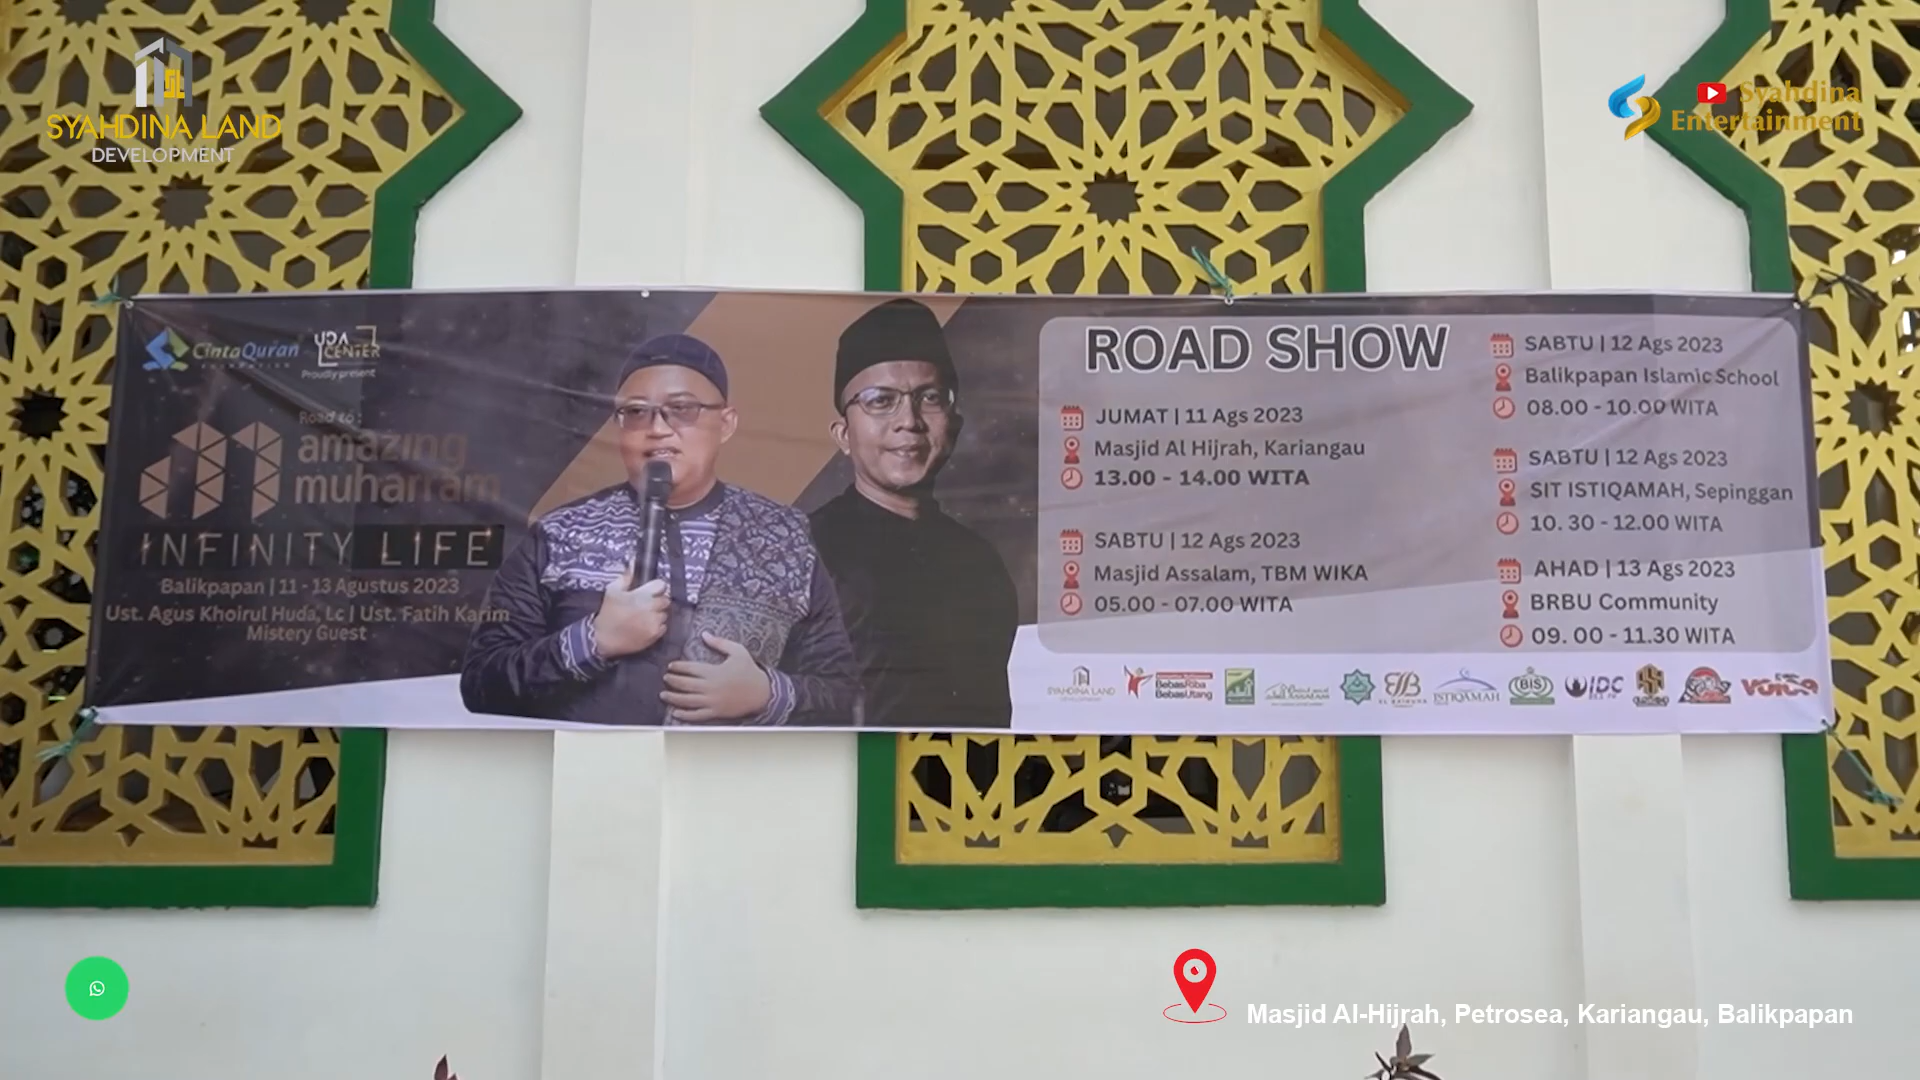 SYAHDINA LAND
DEVELOPMENT
Syahdina
Entertainment
CintaQuran
FOUNDATION
UDA
CENTER
Proudly present
Road to :
amazing
muharram
INFINITY LIFE
Balikpapan | 11 - 13 Agustus 2023
Ust. Agus Khoirul Huda, Lc | Ust. Fatih Karim
Mistery Guest
ROAD SHOW
JUMAT | 11 Ags 2023
Masjid Al Hijrah, Kariangau
13.00 - 14.00 WITA
SABTU | 12 Ags 2023
Masjid Assalam, TBM WIKA
05.00 - 07.00 WITA
SABTU | 12 Ags 2023
Balikpapan Islamic School
08.00 - 10.00 WITA
SABTU | 12 Ags 2023
SIT ISTIQAMAH, Sepinggan
10. 30 - 12.00 WITA
AHAD | 13 Ags 2023
BRBU Community
09. 00 - 11.30 WITA
SYAHDINA LAND
BebasRiba
BebasUtang
ISTIQAMAH
BIS
IDC
Masjid Al-Hijrah, Petrosea, Kariangau, Balikpapan